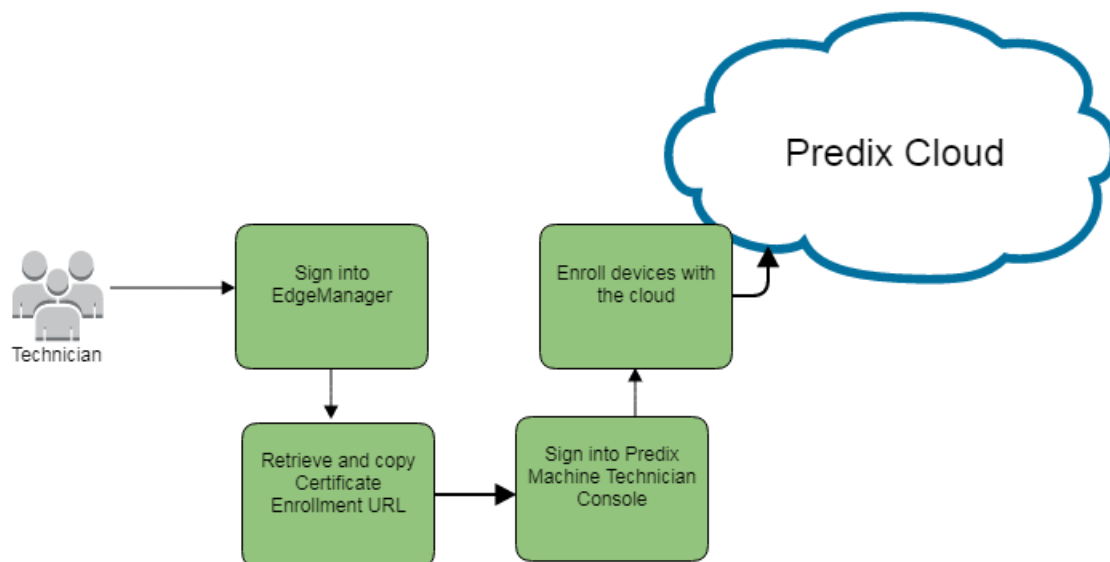 Predix Cloud
Technician
Sign into
EdgeManager
Retrieve and copy
Certificate
Enrollment URL
Sign into Predix
Machine Technician
Console
Enroll devices with
the cloud